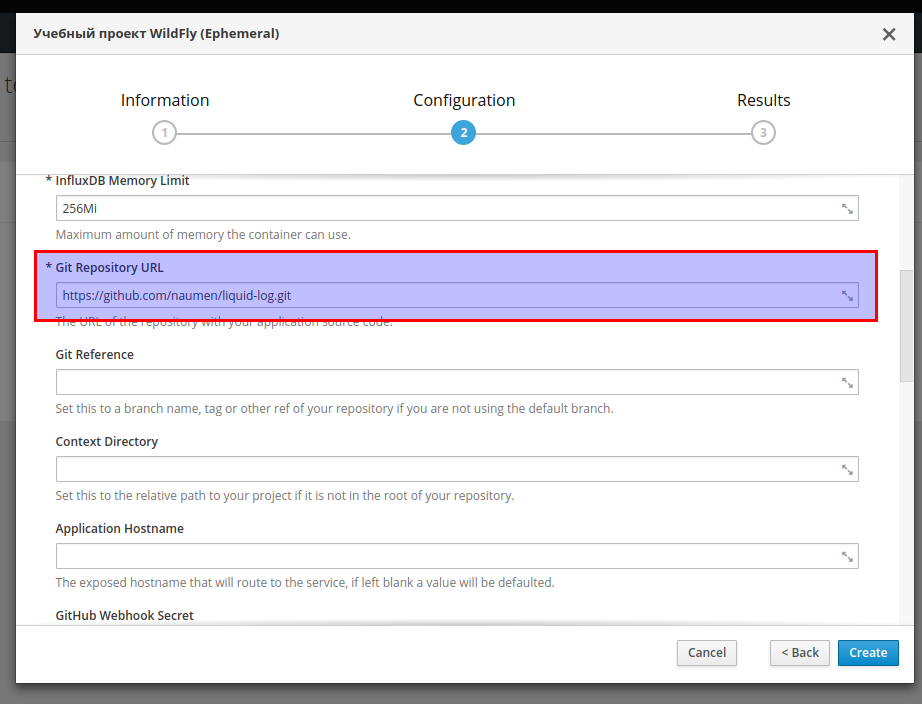 Учебный проект WildFly (Ephemeral)
Information
Configuration
Results
1
2
3
* InfluxDB Memory Limit
256Mi
Maximum amount of memory the container can use.
* Git Repository URL
https://github.com/naumen/liquid-log.git
The URL of the repository with your application source code.
Git Reference
Set this to a branch name, tag or other ref of your repository if you are not using the default branch.
Context Directory
Set this to the relative path to your project if it is not in the root of your repository.
Application Hostname
The exposed hostname that will route to the service, if left blank a value will be defaulted.
GitHub Webhook Secret
Cancel
< Back
Create